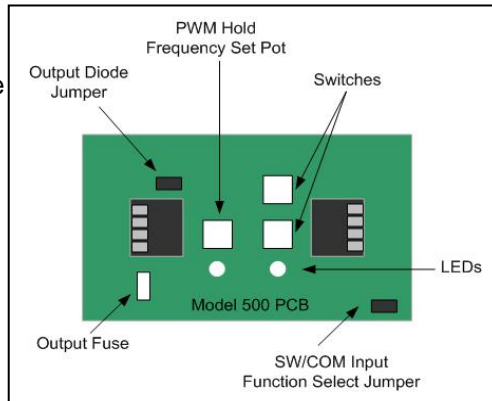 PWM Hold
Frequency Set Pot
Output Diode
Jumper
Switches
e
LEDs
Model 500 PCB
Output Fuse
SW/COM Input
Function Select Jumper